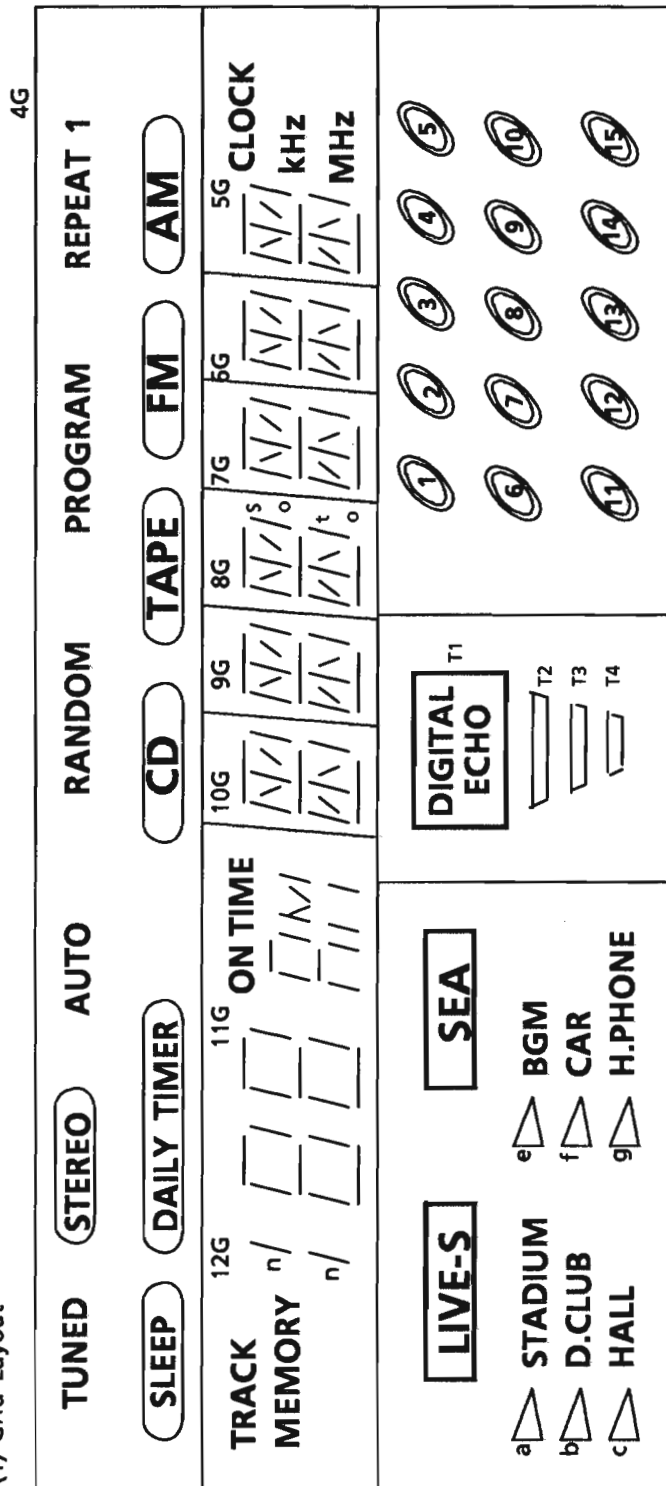 (1) Grid Layout
4G
TUNED STEREO AUTO RANDOM PROGRAM REPEAT 1
SLEEP DAILY TIMER CD TAPE FM AM
12G 11G 10G 9G 8G 7G 6G 5G
TRACK n ON TIME s CLOCK
o kHz
MEMORY n t MHz
o
LIVE-S SEA DIGITAL ECHO T1
a STADIUM e BGM T2
b D.CLUB f CAR T3
c HALL g H.PHONE T4
1 2 3 4 5
6 7 8 9 10
11 12 13 14 15